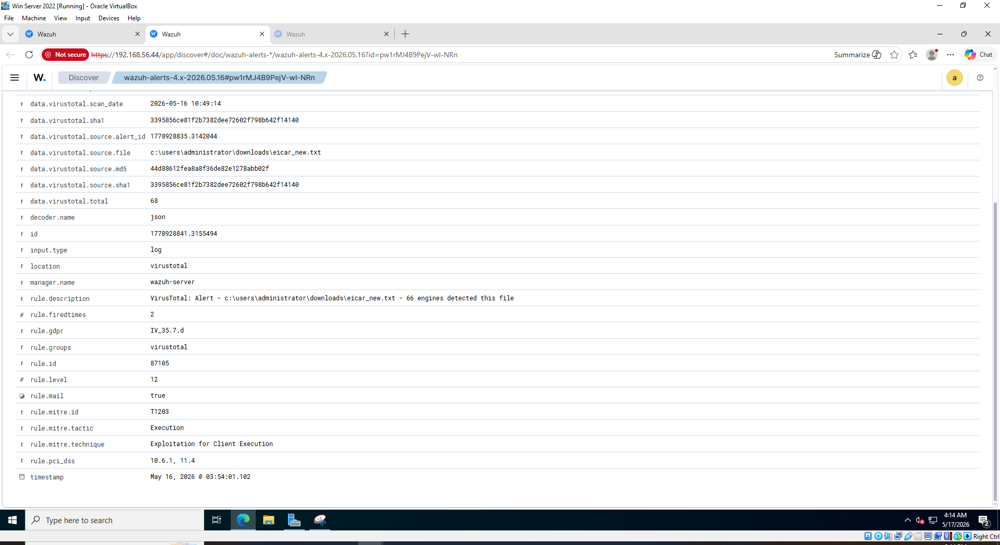 Win Server 2022 [Running] - Oracle VirtualBox
File Machine View Input Devices Help
Wazuh Wazuh Wazuh
Not secure https://192.168.56.44/app/discover#/doc/wazuh-alerts-*/wazuh-alerts-4.x-2026.05.16?id=pw1rMJ4B9PejV-wI-NRn Summarize Chat
W. Discover wazuh-alerts-4.x-2026.05.16#pw1rMJ4B9PejV-wI-NRn a
t data.virustotal.scan_date 2026-05-16 10:49:14
t data.virustotal.sha1 3395856ce81f2b7382dee72602f798b642f14140
t data.virustotal.source.alert_id 1778928835.3142044
t data.virustotal.source.file c:\users\administrator\downloads\eicar_new.txt
t data.virustotal.source.md5 44d88612fea8a8f36de82e1278abb02f
t data.virustotal.source.sha1 3395856ce81f2b7382dee72602f798b642f14140
t data.virustotal.total 68
t decoder.name json
t id 1778928841.3155494
t input.type log
t location virustotal
t manager.name wazuh-server
t rule.description VirusTotal: Alert - c:\users\administrator\downloads\eicar_new.txt - 66 engines detected this file
# rule.firedtimes 2
t rule.gdpr IV_35.7.d
t rule.groups virustotal
t rule.id 87105
# rule.level 12
rule.mail true
t rule.mitre.id T1203
t rule.mitre.tactic Execution
t rule.mitre.technique Exploitation for Client Execution
t rule.pci_dss 10.6.1, 11.4
timestamp May 16, 2026 @ 03:54:01.102
Type here to search
4:14 AM
5/17/2026
2
Right Ctrl